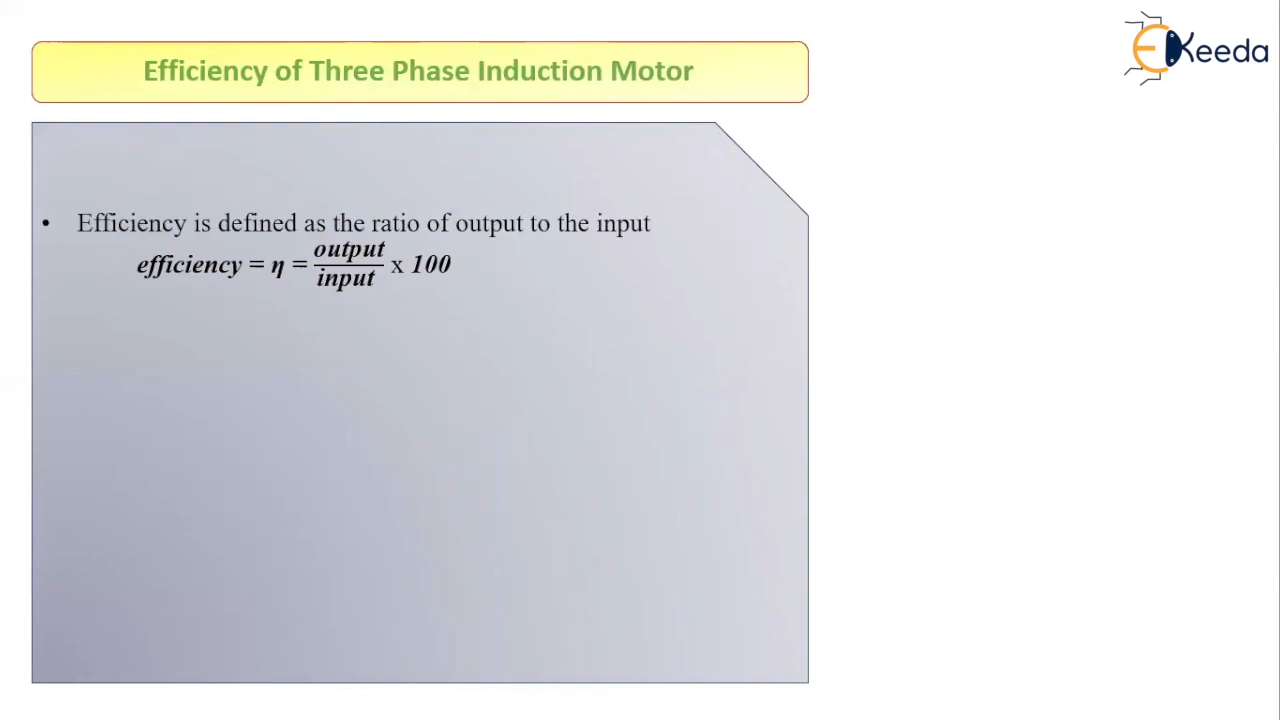 Efficiency of Three Phase Induction Motor
EKeeda
• Efficiency is defined as the ratio of output to the input
efficiency = η = output/input x 100